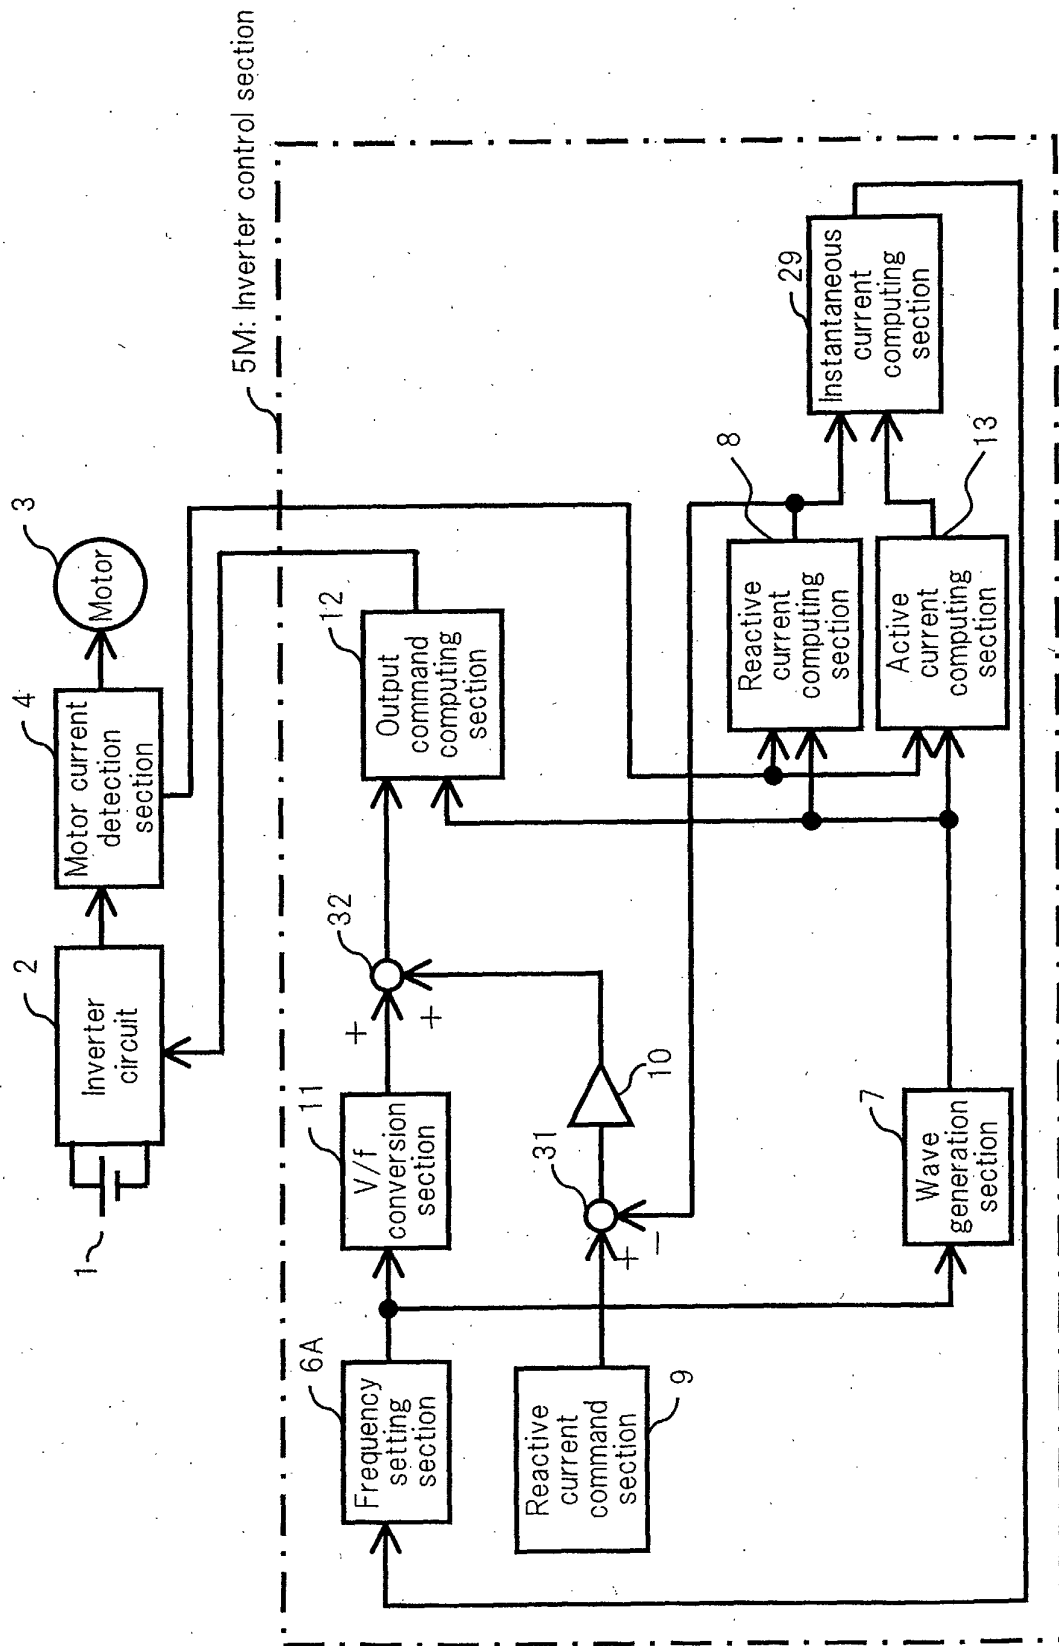 5M: Inverter control section
1
2
Inverter
circuit
4
Motor current
detection
section
3
Motor
6A
Frequency
setting
section
11
V/f
conversion
section
+
+
32
12
Output
command
computing
section
Reactive
current
command
section
9
31
+
−
10
7
Wave
generation
section
8
Reactive
current
computing
section
Active
current
computing
section
13
29
Instantaneous
current
computing
section